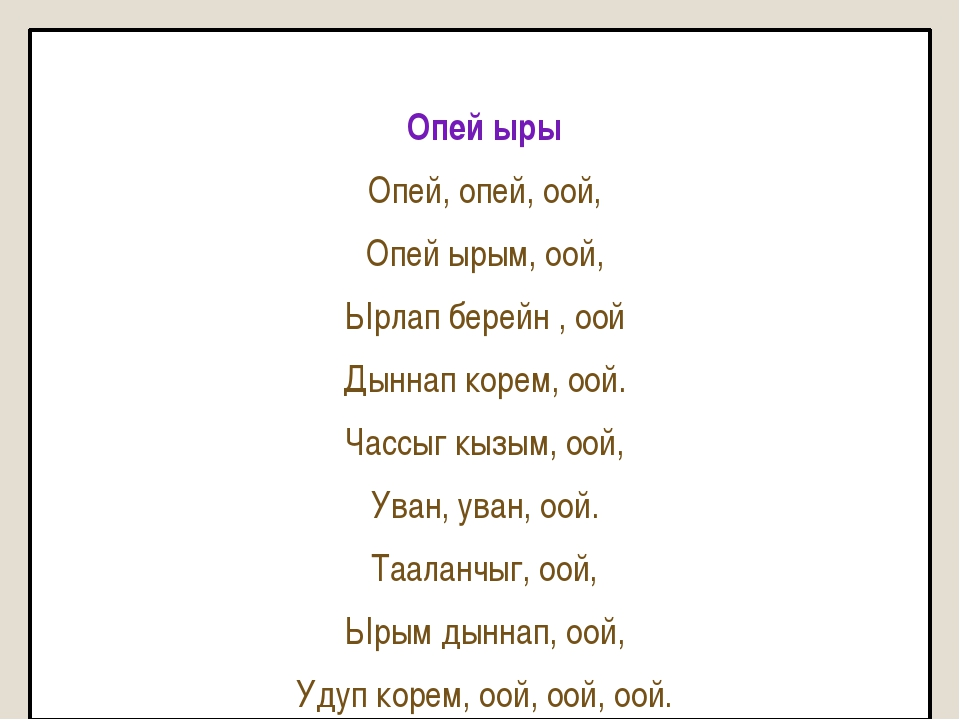 Опей ыры
Опей, опей, оой,
Опей ырым, оой,
Ырлап берейн , оой
Дыннап корем, оой.
Чассыг кызым, оой,
Уван, уван, оой.
Тааланчыг, оой,
Ырым дыннап, оой,
Удуп корем, оой, оой, оой.